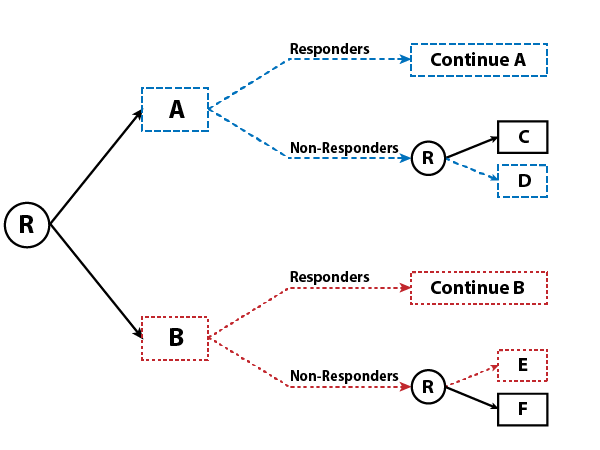 Responders
Continue A
A
Non-Responders
R
C
D
R
Responders
Continue B
B
Non-Responders
R
E
F